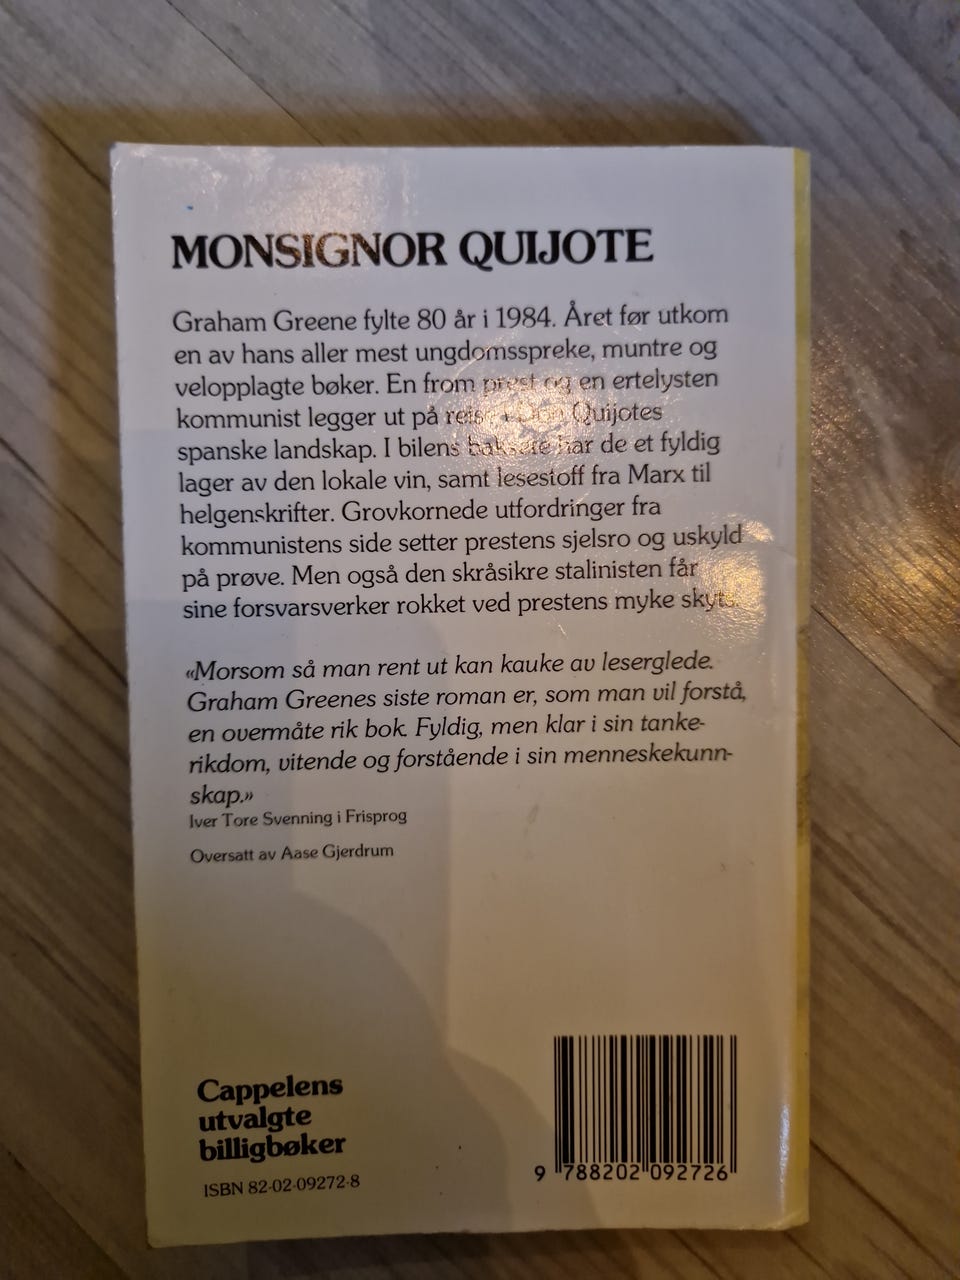 MONSIGNOR QUIJOTE
Graham Greene fylte 80 år i 1984. Året før utkom
en av hans aller mest ungdomsspreke, muntre og
velopplagte bøker. En from prest og en ertelysten
kommunist legger ut på reise i Don Quijotes
spanske landskap. I bilens baksete har de et fyldig
lager av den lokale vin, samt lesestoff fra Marx til
helgenskrifter. Grovkornede utfordringer fra
kommunistens side setter prestens sjelsro og uskyld
på prøve. Men også den skråsikre stalinisten får
sine forsvarsverker rokket ved prestens myke skyts.
«Morsom så man rent ut kan kauke av leserglede.
Graham Greenes siste roman er, som man vil forstå,
en overmåte rik bok. Fyldig, men klar i sin tanke-
rikdom, vitende og forstående i sin menneskekunn-
skap.»
Iver Tore Svenning i Frisprog
Oversatt av Aase Gjerdrum
Cappelens
utvalgte
billigbøker
ISBN 82-02-09272-8
9 788202 092726